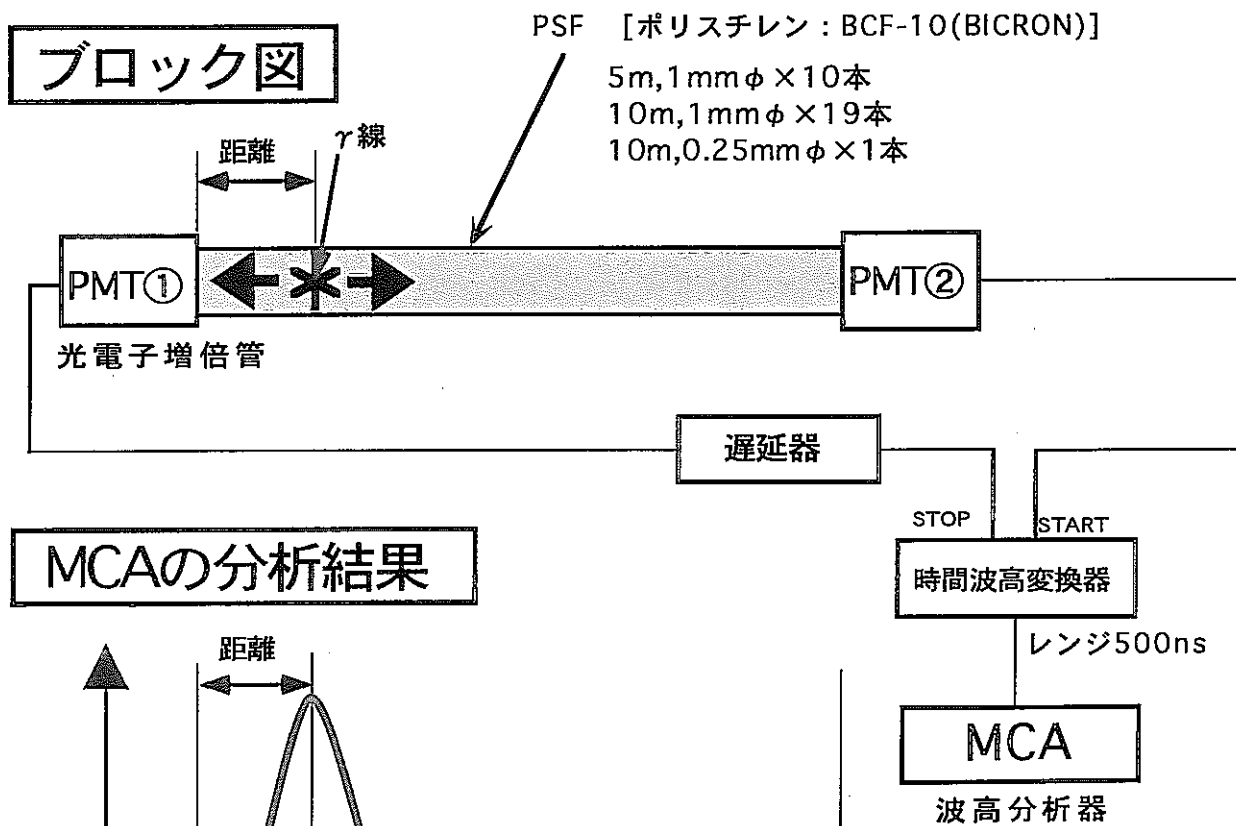 ブロック図
PSF [ポリスチレン：BCF-10(BICRON)]
5m,1mmφ×10本
10m,1mmφ×19本
10m,0.25mmφ×1本
距離
γ線
PMT①
PMT②
光電子増倍管
遅延器
STOP
START
時間波高変換器
レンジ500ns
MCA
波高分析器
MCAの分析結果
距離